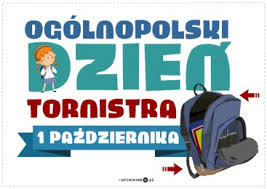 OGÓLNOPOLSKI
DZIEŃ
TORNISTRA
1 PAŹDZIERNIKA